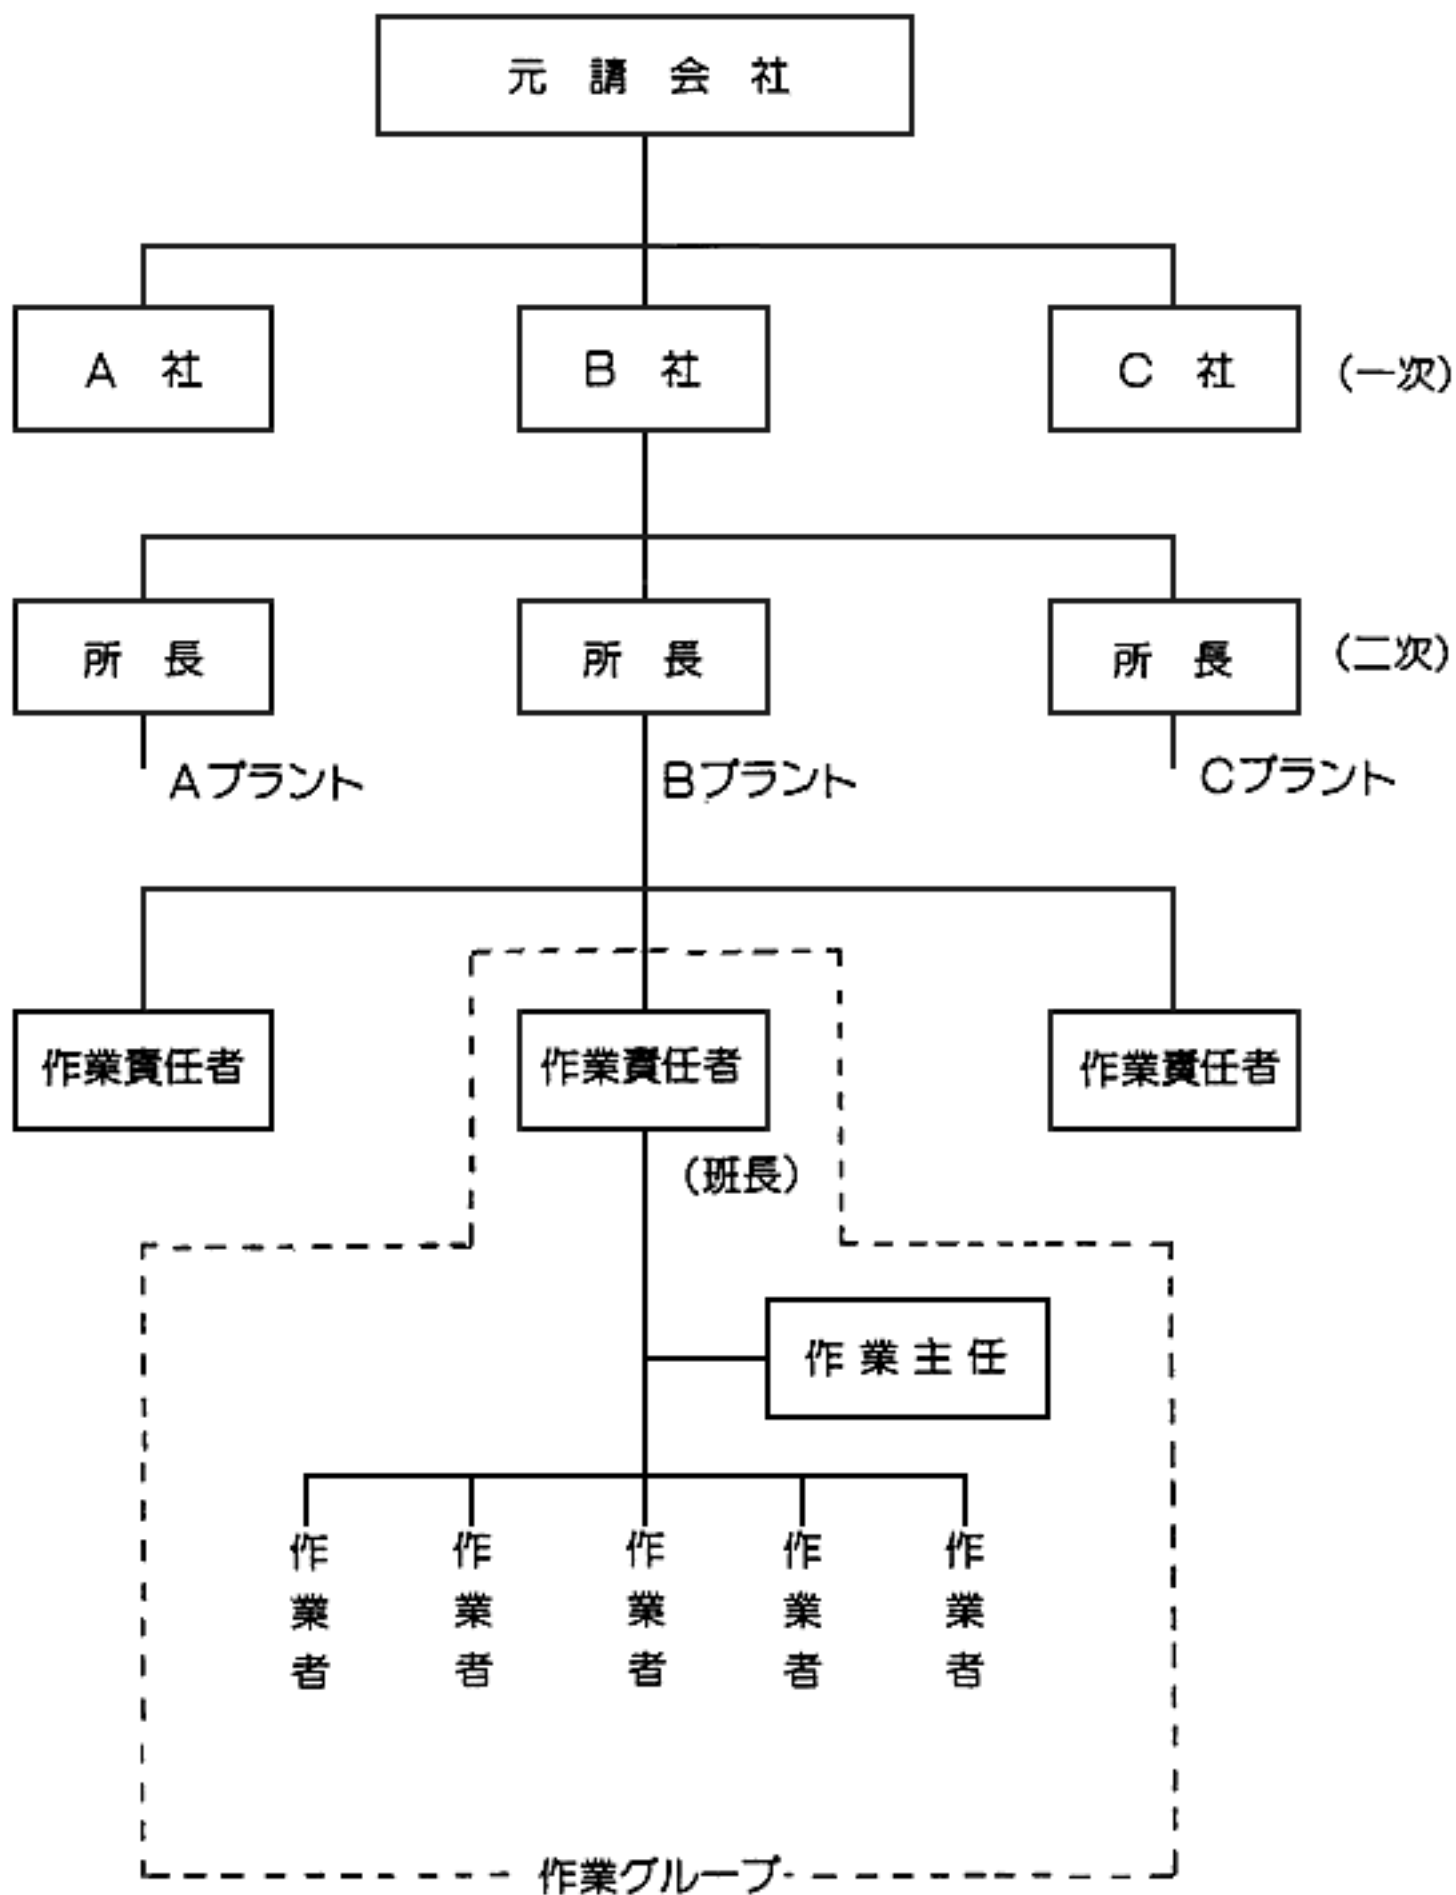 元請会社
A社
B社
C社
(一次)
所長
所長
所長
(二次)
Aプラント
Bプラント
Cプラント
作業責任者
作業責任者
作業責任者
(班長)
作業主任
作業者
作業者
作業者
作業者
作業者
作業グループ